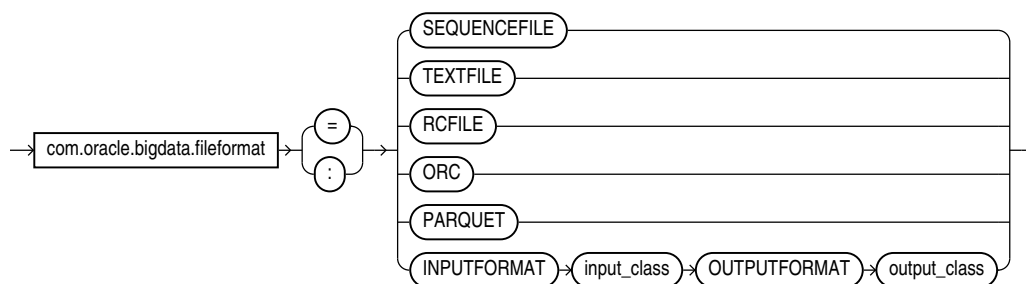 SEQUENCEFILE
TEXTFILE
RCFILE
com.oracle.bigdata.fileformat = :
ORC
PARQUET
INPUTFORMAT input_class OUTPUTFORMAT output_class